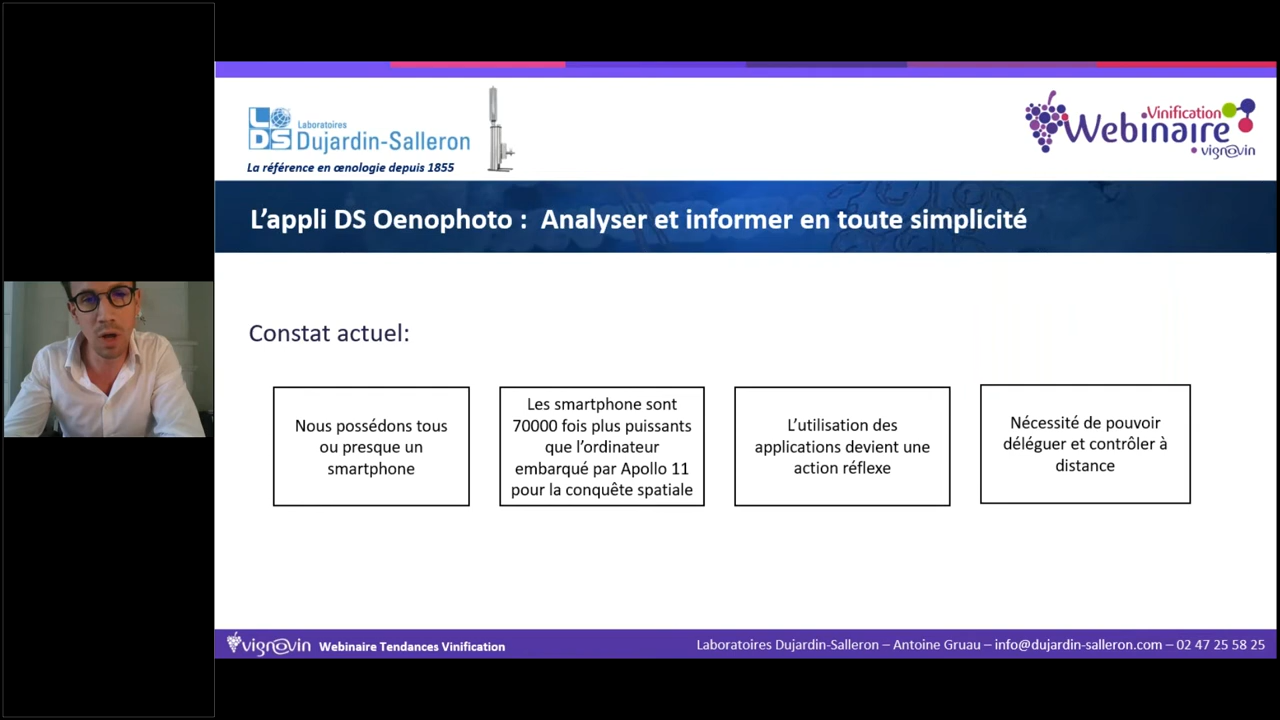 LDS
Laboratoires
Dujardin-Salleron
La référence en œnologie depuis 1855
Vinification
Webinaire
vign@vin
L’appli DS Oenophoto :  Analyser et informer en toute simplicité
Constat actuel:
Nous possédons tous
ou presque un
smartphone
Les smartphone sont
70000 fois plus puissants
que l’ordinateur
embarqué par Apollo 11
pour la conquête spatiale
L’utilisation des
applications devient une
action réflexe
Nécessité de pouvoir
déléguer et contrôler à
distance
vign@vin Webinaire Tendances Vinification
Laboratoires Dujardin-Salleron – Antoine Gruau – info@dujardin-salleron.com – 02 47 25 58 25